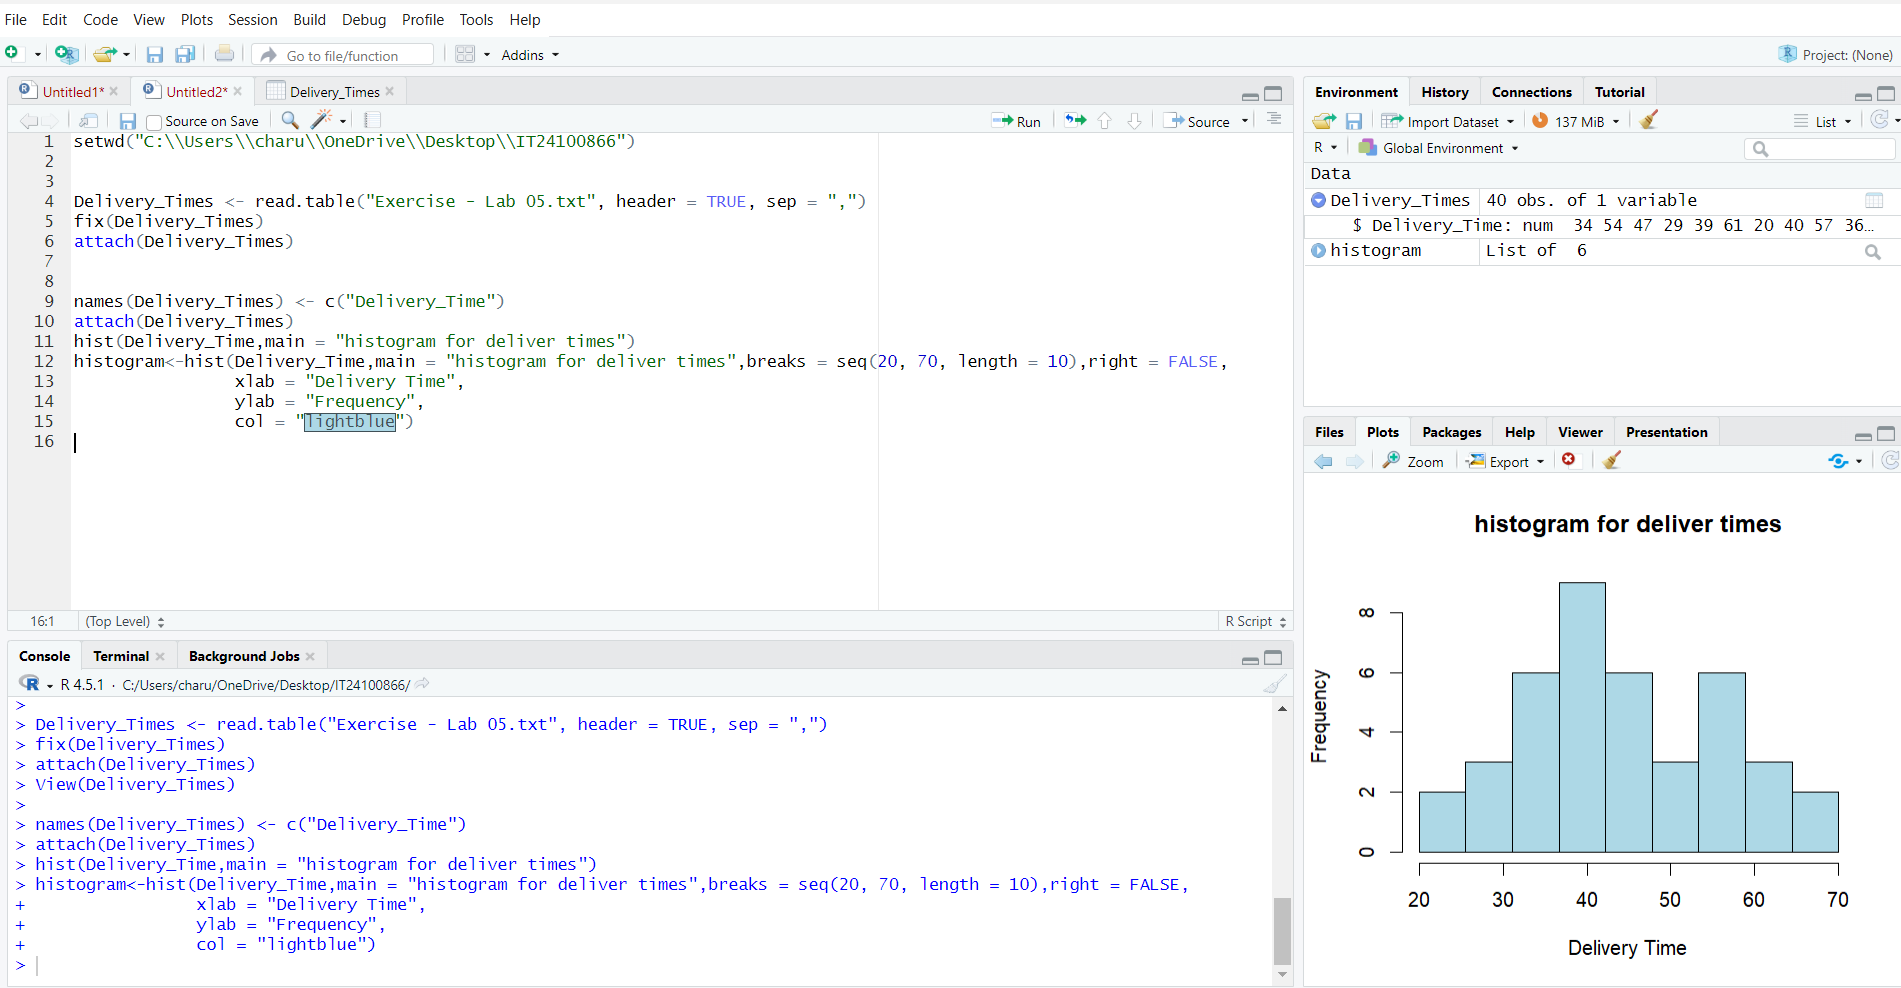 File Edit Code View Plots Session Build Debug Profile Tools Help
Go to file/function Addins Project: (None)
Untitled1* Untitled2* Delivery_Times
Source on Save Run Source
1 setwd("C:\\Users\\charu\\OneDrive\\Desktop\\IT24100866")
2
3
4 Delivery_Times <- read.table("Exercise - Lab 05.txt", header = TRUE, sep = ",")
5 fix(Delivery_Times)
6 attach(Delivery_Times)
7
8
9 names(Delivery_Times) <- c("Delivery_Time")
10 attach(Delivery_Times)
11 hist(Delivery_Time,main = "histogram for deliver times")
12 histogram<-hist(Delivery_Time,main = "histogram for deliver times",breaks = seq(20, 70, length = 10),right = FALSE,
13 xlab = "Delivery Time",
14 ylab = "Frequency",
15 col = "lightblue")
16
16:1 (Top Level) R Script
Console Terminal Background Jobs
R 4.5.1 · C:/Users/charu/OneDrive/Desktop/IT24100866/
>
> Delivery_Times <- read.table("Exercise - Lab 05.txt", header = TRUE, sep = ",")
> fix(Delivery_Times)
> attach(Delivery_Times)
> View(Delivery_Times)
>
> names(Delivery_Times) <- c("Delivery_Time")
> attach(Delivery_Times)
> hist(Delivery_Time,main = "histogram for deliver times")
> histogram<-hist(Delivery_Time,main = "histogram for deliver times",breaks = seq(20, 70, length = 10),right = FALSE,
+ xlab = "Delivery Time",
+ ylab = "Frequency",
+ col = "lightblue")
>
Environment History Connections Tutorial
Import Dataset 137 MiB List
R Global Environment
Data
Delivery_Times 40 obs. of 1 variable
$ Delivery_Time: num 34 54 47 29 39 61 20 40 57 36...
histogram List of 6
Files Plots Packages Help Viewer Presentation
Zoom Export
histogram for deliver times
Frequency
8
6
4
2
0
20 30 40 50 60 70
Delivery Time